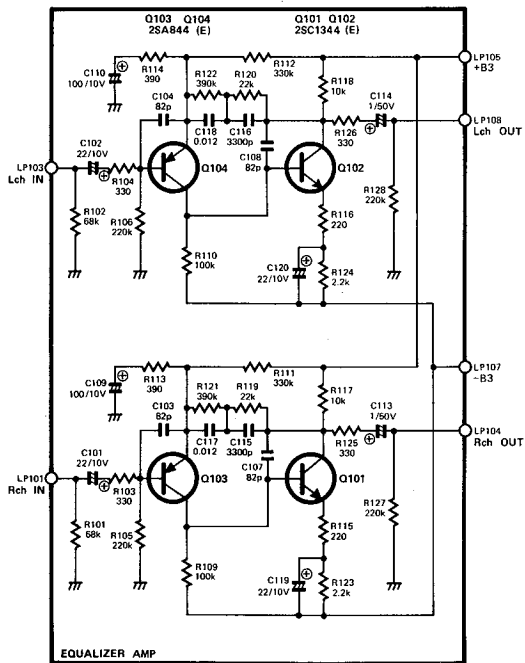 Q103 Q104
2SA844 (E)
Q101 Q102
2SC1344 (E)
C110
100/10V
R114
390
R112
330k
LP105
+B3
R122
390k
R120
22k
R118
10k
C104
82p
C118
0.012
C116
3300p
C114
1/50V
LP108
Lch OUT
R126
330
C102
22/10V
C108
82p
LP103
Lch IN
R104
330
Q104
Q102
R102
68k
R106
220k
R128
220k
R116
220
R110
100k
C120
22/10V
R124
2.2k
C109
100/10V
R113
390
R111
330k
LP107
−B3
R121
390k
R119
22k
R117
10k
C103
82p
C117
0.012
C115
3300p
C113
1/50V
LP104
Rch OUT
R125
330
C101
22/10V
C107
82p
LP101
Rch IN
R103
330
Q103
Q101
R101
68k
R105
220k
R127
220k
R115
220
R109
100k
C119
22/10V
R123
2.2k
EQUALIZER AMP